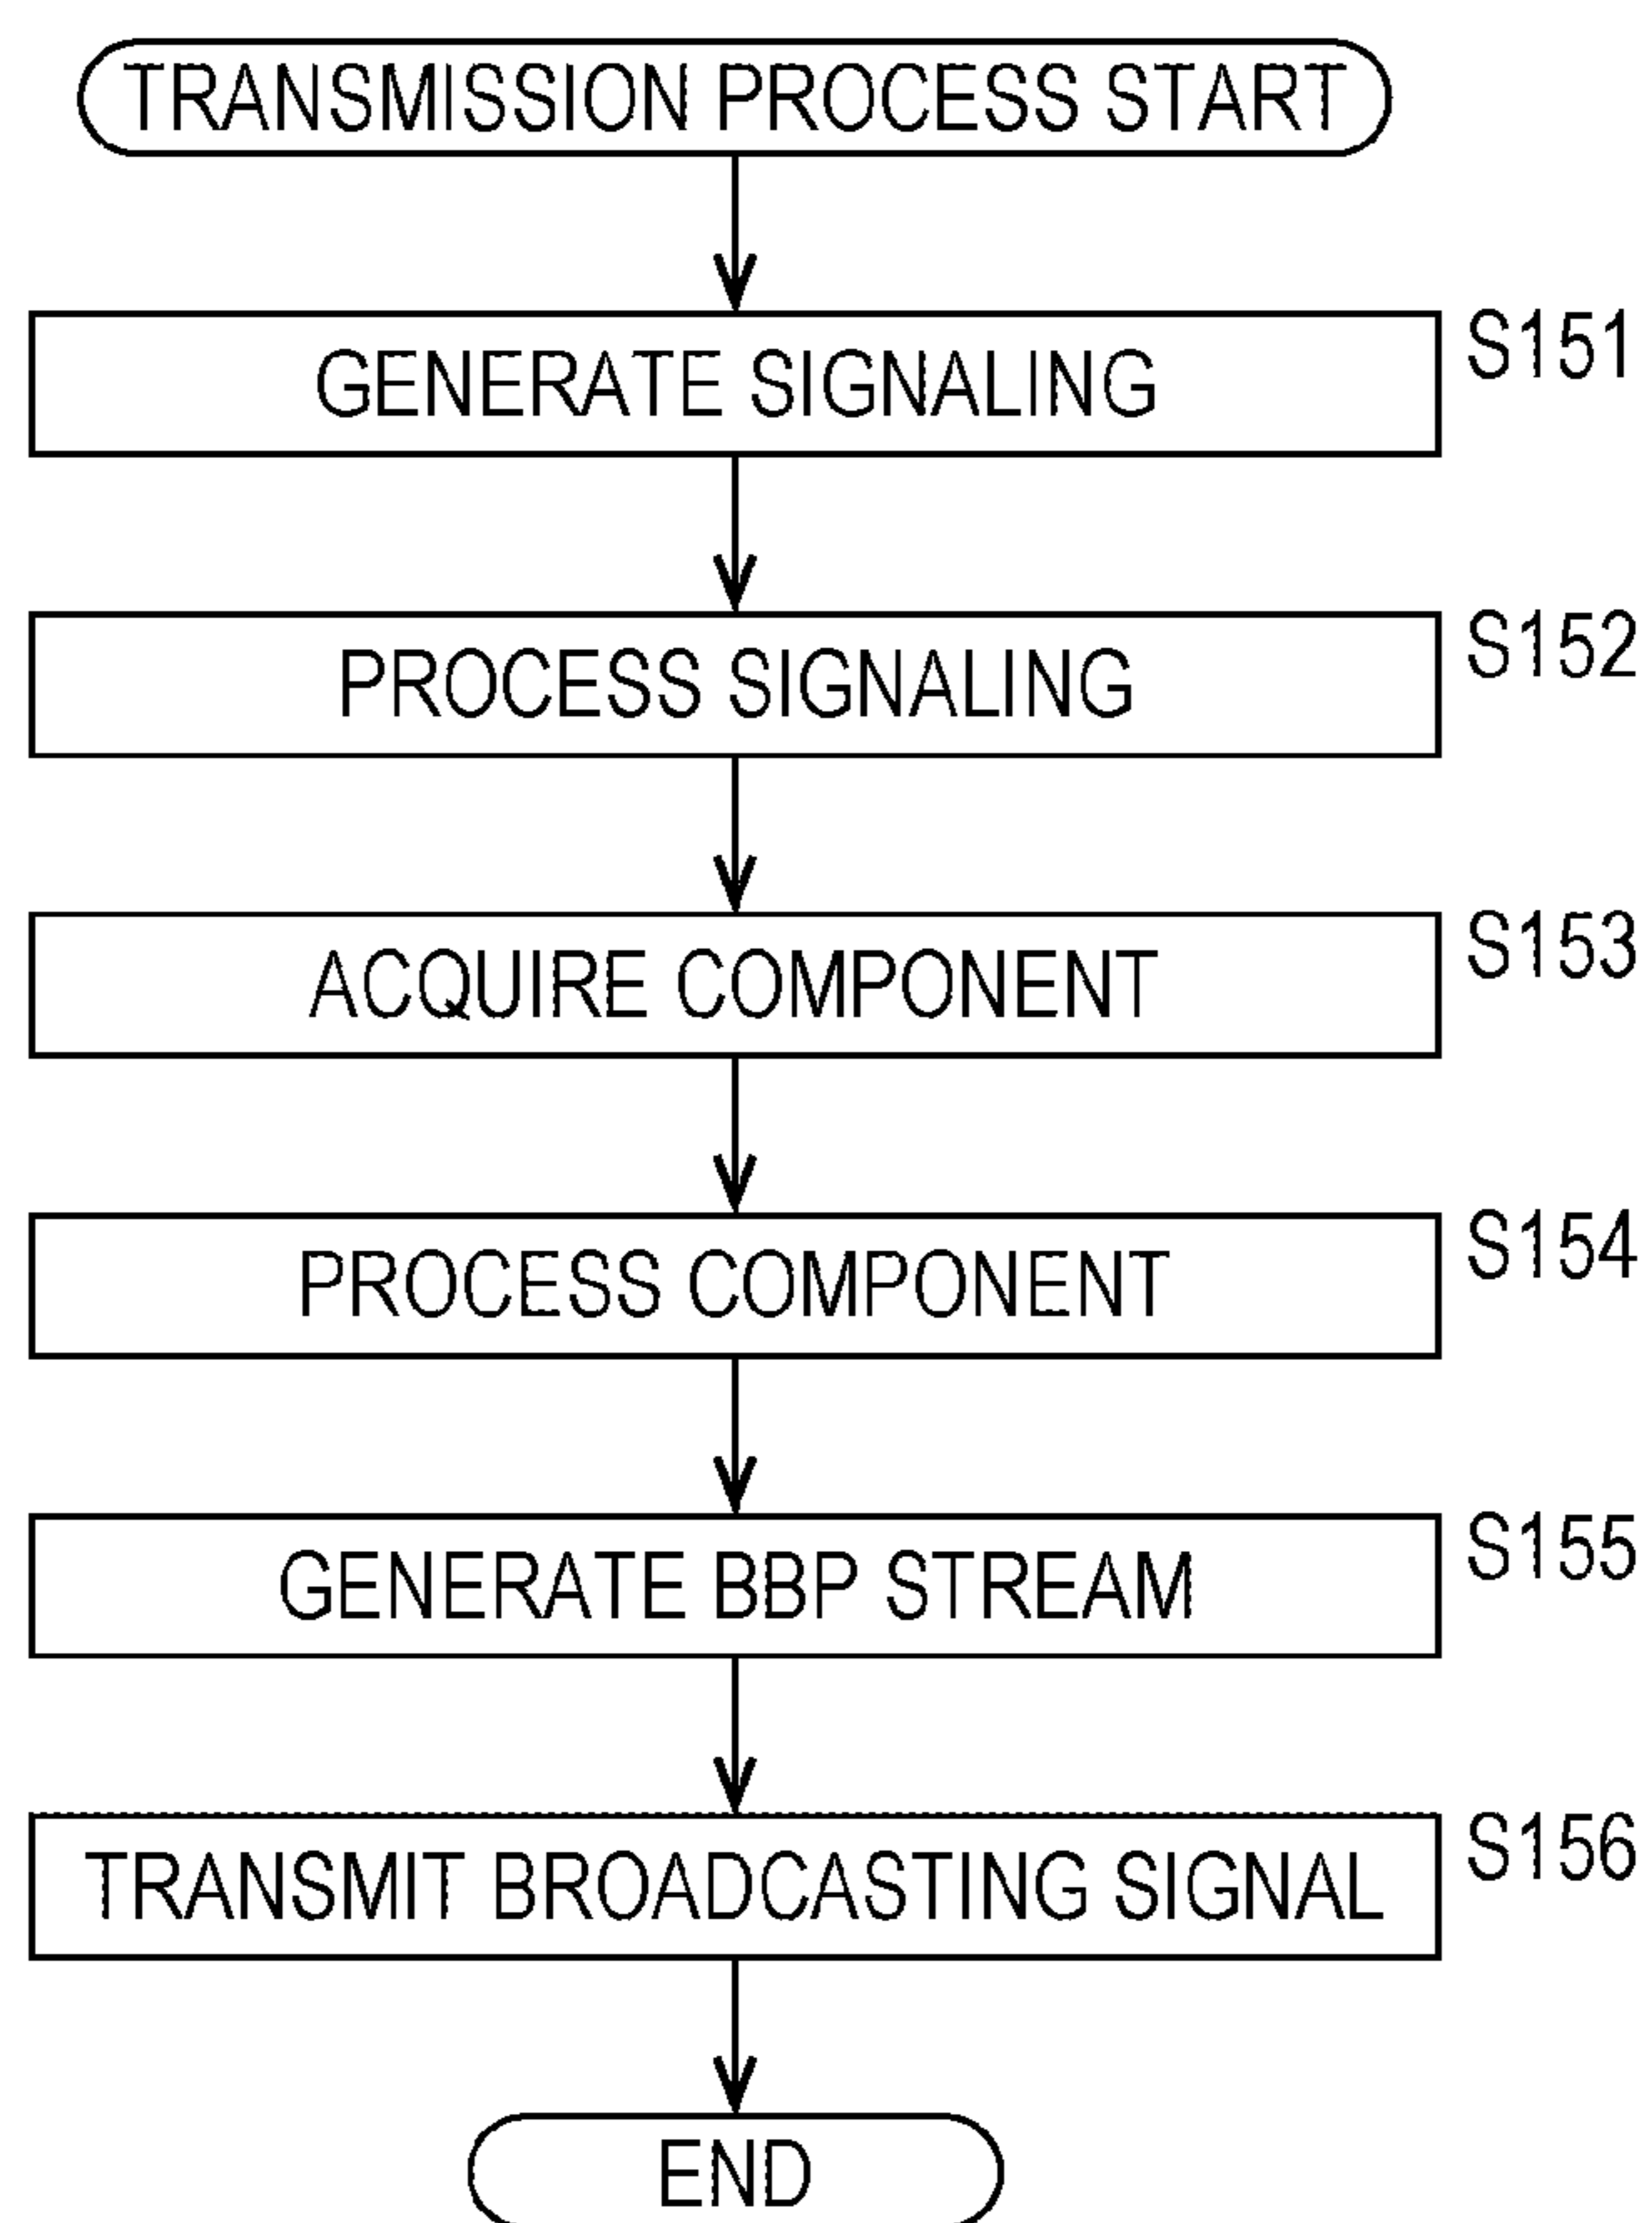 TRANSMISSION PROCESS START
GENERATE SIGNALING
S151
PROCESS SIGNALING
S152
ACQUIRE COMPONENT
S153
PROCESS COMPONENT
S154
GENERATE BBP STREAM
S155
TRANSMIT BROADCASTING SIGNAL
S156
END